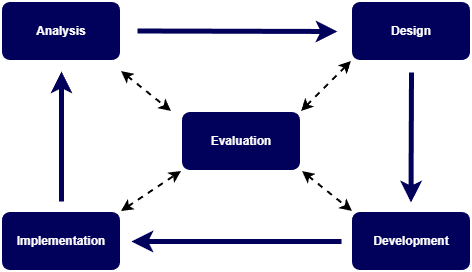 Analysis
Design
Evaluation
Implementation
Development